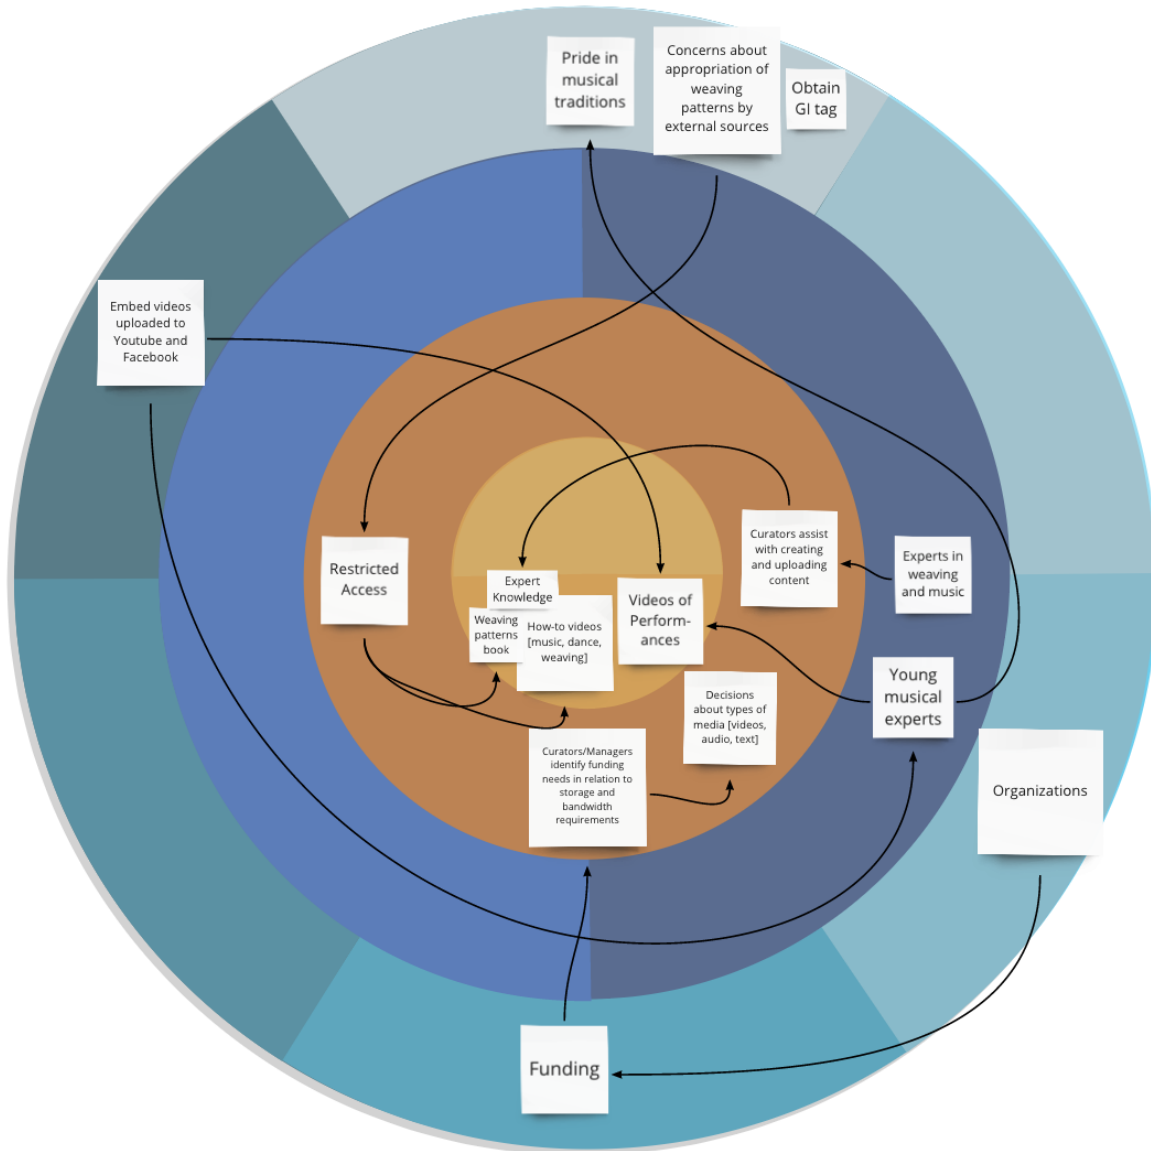 Pride in
musical
traditions
Concerns about
appropriation of
weaving
patterns by
external sources
Obtain
GI tag
Embed videos
uploaded to
Youtube and
Facebook
Restricted
Access
Expert
Knowledge
Weaving
patterns
book
How-to videos
[music, dance,
weaving]
Videos of
Perform-
ances
Curators assist
with creating
and uploading
content
Experts in
weaving
and music
Young
musical
experts
Decisions
about types of
media [videos,
audio, text]
Curators/Managers
identify funding
needs in relation to
storage and
bandwidth
requirements
Organizations
Funding